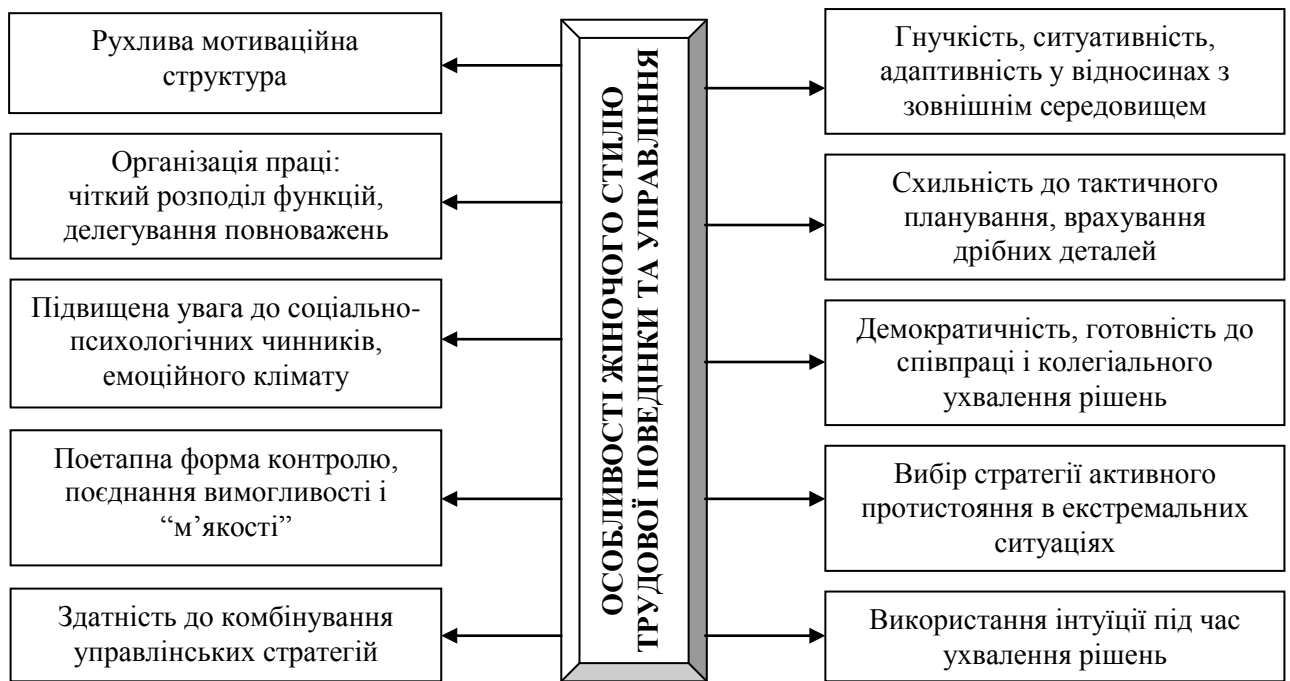 Рухлива мотиваційна
структура
Організація праці:
чіткий розподіл функцій,
делегування повноважень
Підвищена увага до соціально-
психологічних чинників,
емоційного клімату
Поетапна форма контролю,
поєднання вимогливості і
“м’якості”
Здатність до комбінування
управлінських стратегій
ОСОБЛИВОСТІ ЖІНОЧОГО СТИЛЮ
ТРУДОВОЇ ПОВЕДІНКИ ТА УПРАВЛІННЯ
Гнучкість, ситуативність,
адаптивність у відносинах з
зовнішнім середовищем
Схильність до тактичного
планування, врахування
дрібних деталей
Демократичність, готовність до
співпраці і колегіального
ухвалення рішень
Вибір стратегії активного
протистояння в екстремальних
ситуаціях
Використання інтуїції під час
ухвалення рішень